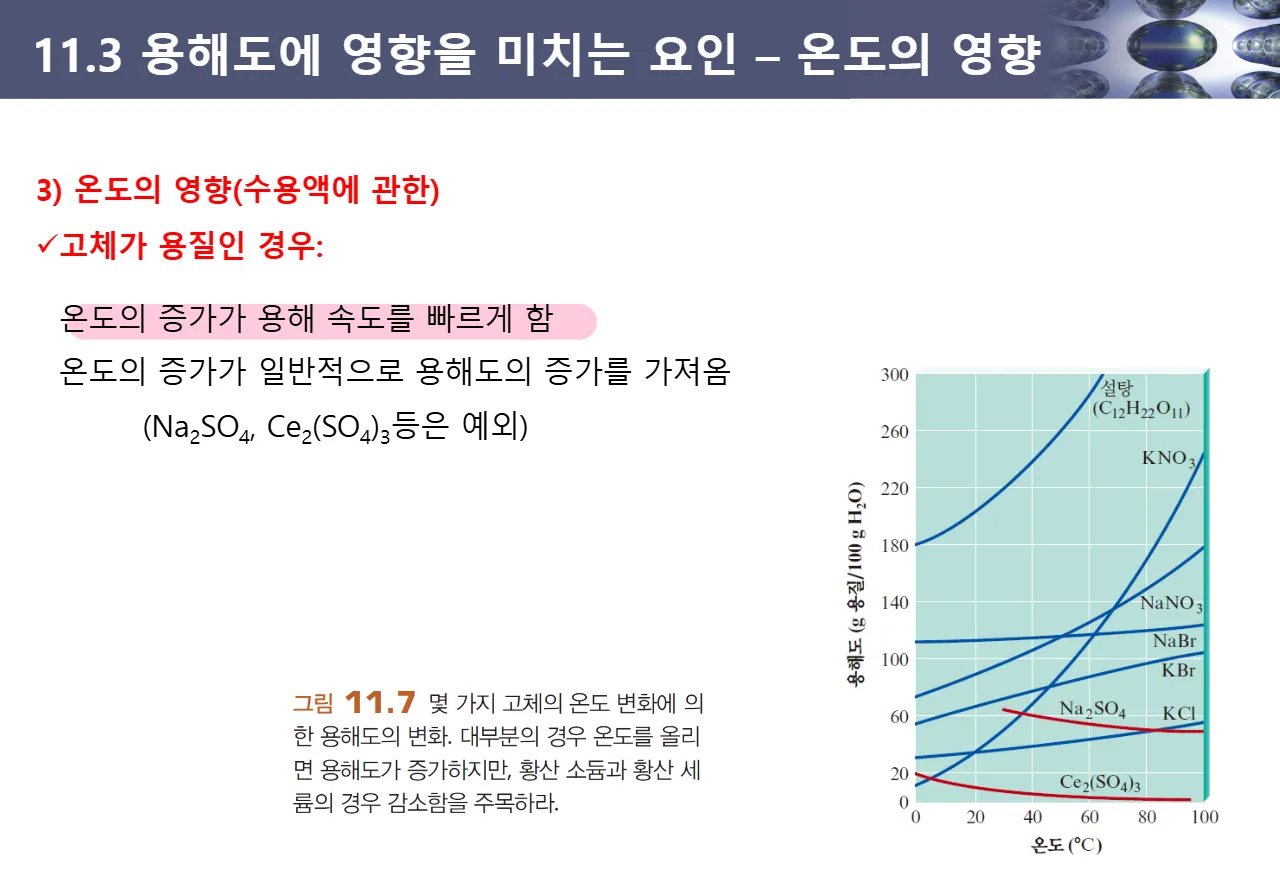 11.3 용해도에 영향을 미치는 요인 – 온도의 영향
3) 온도의 영향(수용액에 관한)
✓고체가 용질인 경우:
온도의 증가가 용해 속도를 빠르게 함
온도의 증가가 일반적으로 용해도의 증가를 가져옴
(Na₂SO₄, Ce₂(SO₄)₃등은 예외)
그림 11.7 몇 가지 고체의 온도 변화에 의
한 용해도의 변화. 대부분의 경우 온도를 올리
면 용해도가 증가하지만, 황산 소듐과 황산 세
륨의 경우 감소함을 주목하라.
용해도 (g 용질/100 g H₂O)
300
260
220
180
140
100
60
20
0
설탕
(C₁₂H₂₂O₁₁)
KNO₃
NaNO₃
NaBr
KBr
Na₂SO₄
KCl
Ce₂(SO₄)₃
0 20 40 60 80 100
온도 (°C)